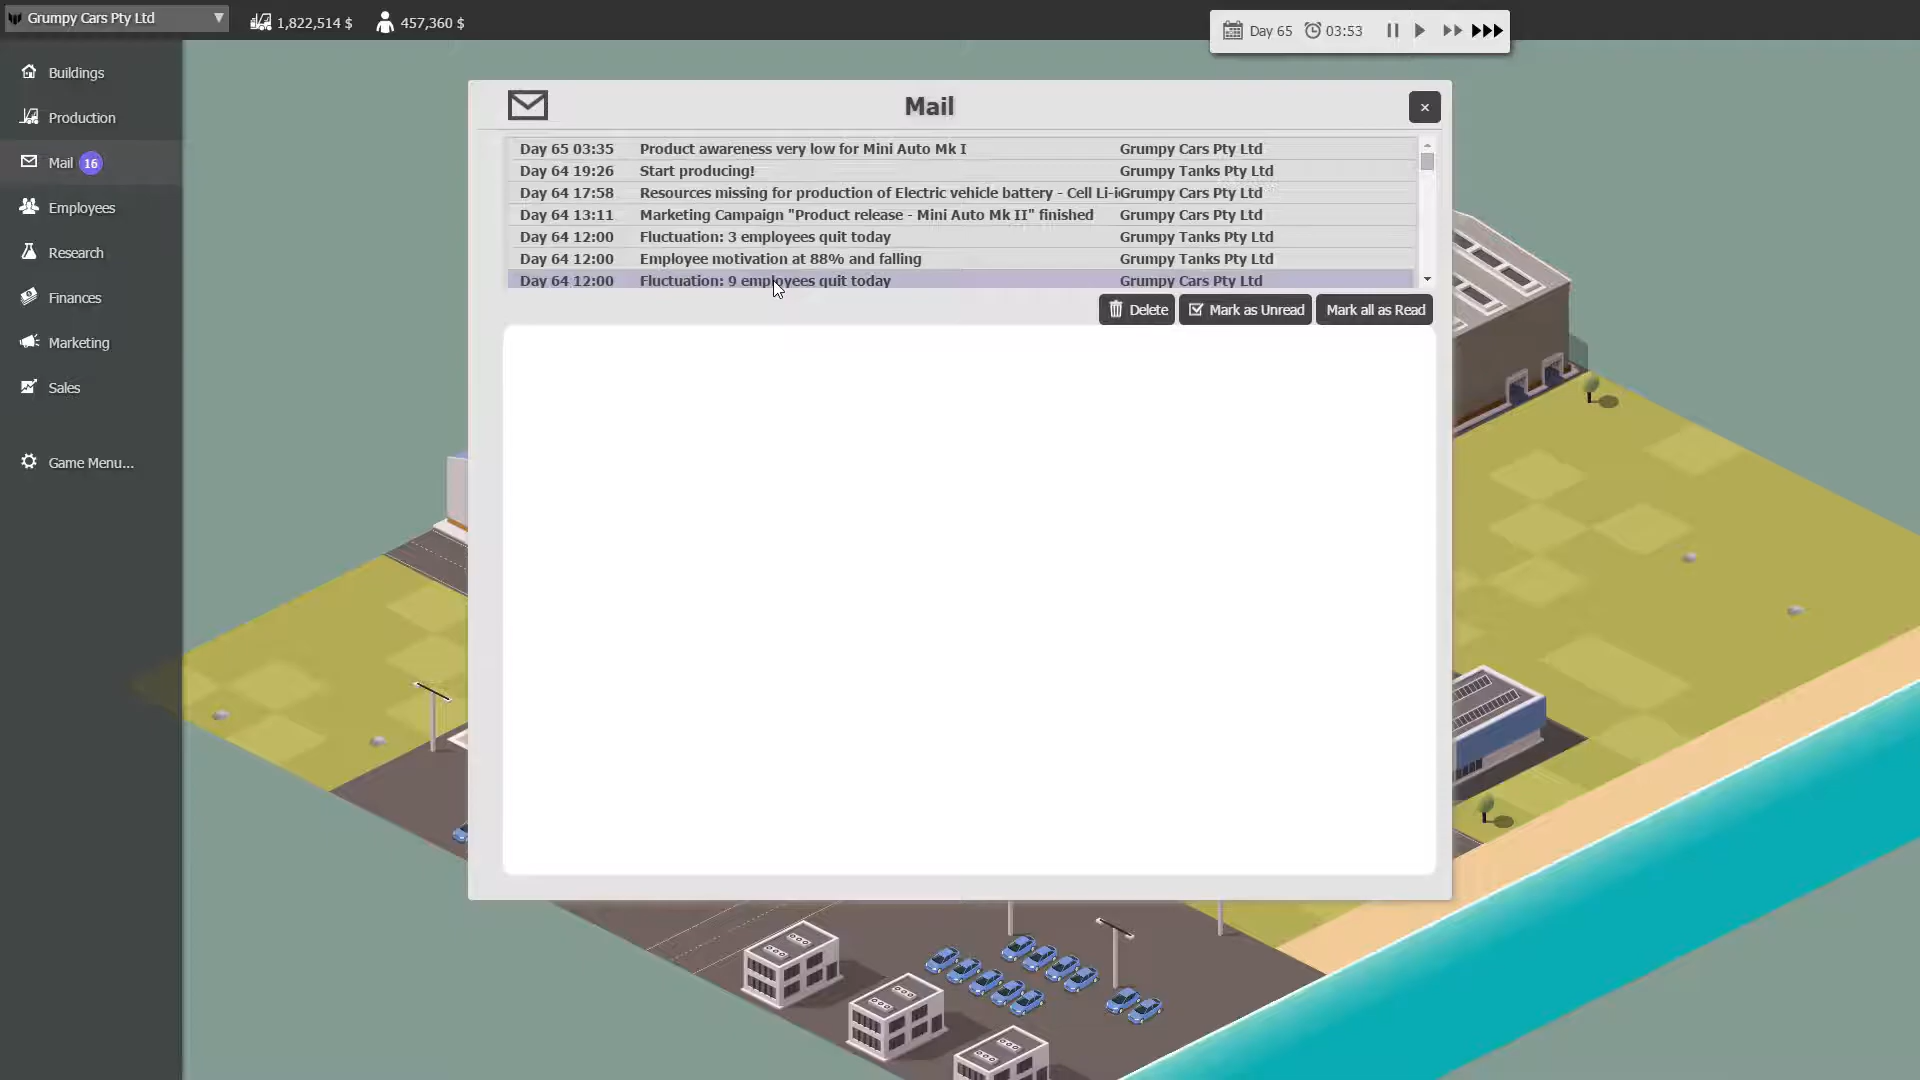 Grumpy Cars Pty Ltd
1,822,514 $
457,360 $
Day 65
03:53
Buildings
Production
Mail 16
Employees
Research
Finances
Marketing
Sales
Game Menu...
Mail
Day 65 03:35 Product awareness very low for Mini Auto Mk I Grumpy Cars Pty Ltd
Day 64 19:26 Start producing! Grumpy Tanks Pty Ltd
Day 64 17:58 Resources missing for production of Electric vehicle battery - Cell Li-i Grumpy Cars Pty Ltd
Day 64 13:11 Marketing Campaign "Product release - Mini Auto Mk II" finished Grumpy Cars Pty Ltd
Day 64 12:00 Fluctuation: 3 employees quit today Grumpy Tanks Pty Ltd
Day 64 12:00 Employee motivation at 88% and falling Grumpy Tanks Pty Ltd
Day 64 12:00 Fluctuation: 9 employees quit today Grumpy Cars Pty Ltd
Delete Mark as Unread Mark all as Read